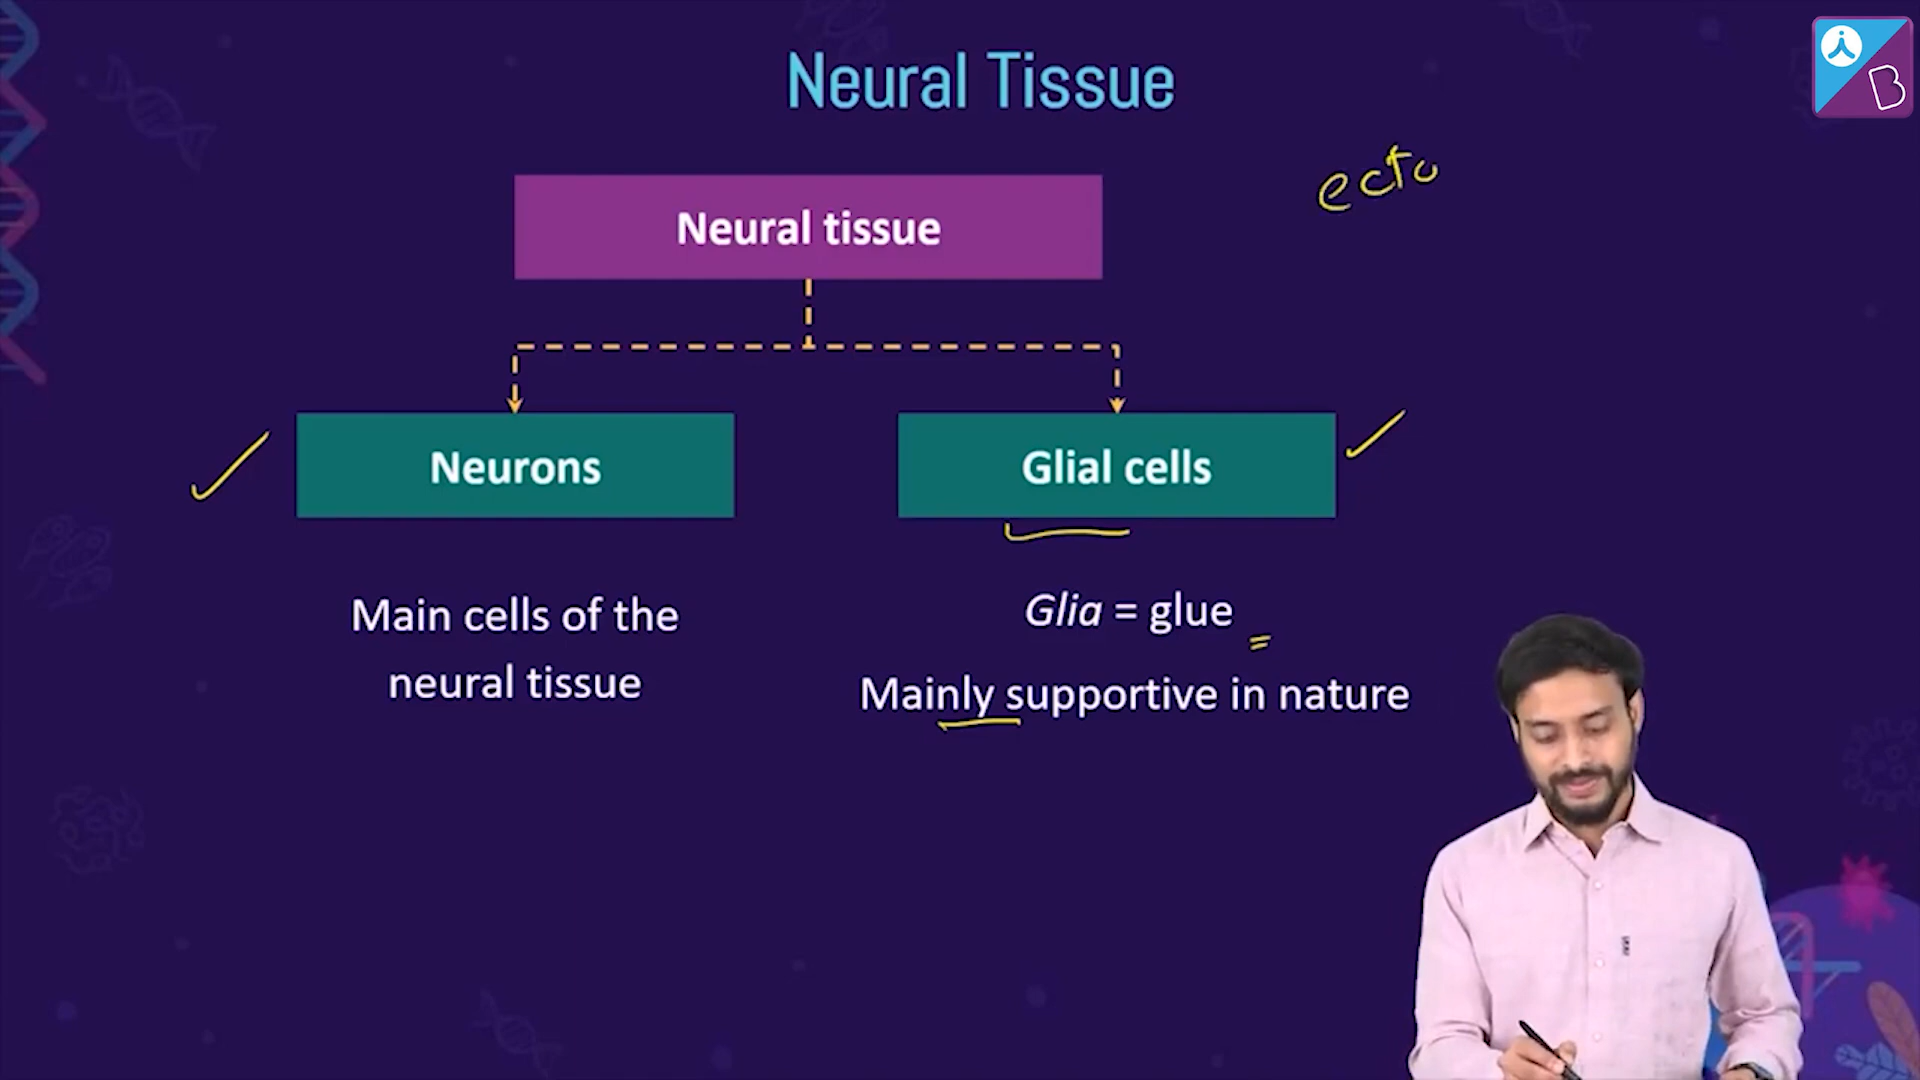 Neural Tissue
ecto
Neural tissue
Neurons
Glial cells
Main cells of the
neural tissue
Glia = glue
=
Mainly supportive in nature
B